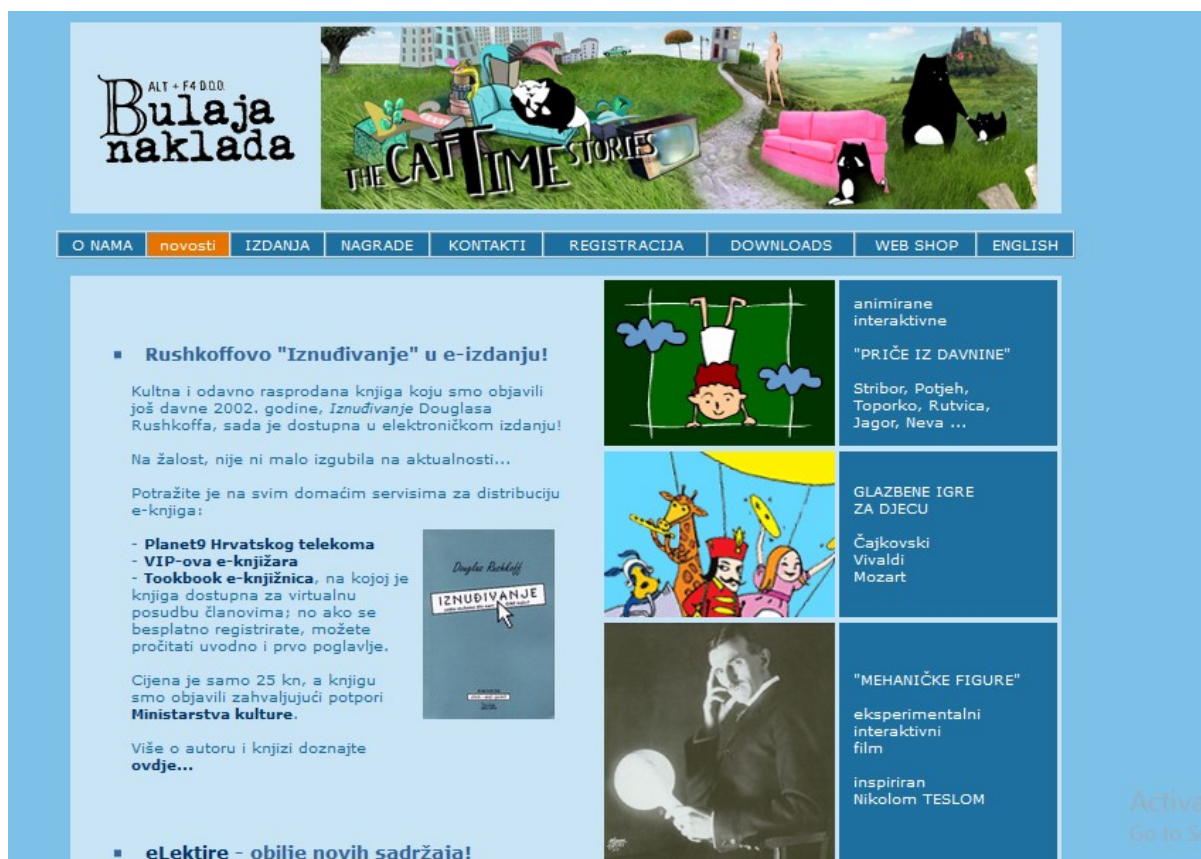 ALT + F4 D.O.O.
Bulaja
naklada
THE CAT TIME STORIES
O NAMA
novosti
IZDANJA
NAGRADE
KONTAKTI
REGISTRACIJA
DOWNLOADS
WEB SHOP
ENGLISH
Rushkoffovo "Iznuđivanje" u e-izdanju!
Kultna i odavno rasprodana knjiga koju smo objavili
još davne 2002. godine, Iznuđivanje Douglasa
Rushkoffa, sada je dostupna u elektroničkom izdanju!
Na žalost, nije ni malo izgubila na aktualnosti...
Potražite je na svim domaćim servisima za distribuciju
e-knjiga:
- Planet9 Hrvatskog telekoma
- VIP-ova e-knjižara
- Tookbook e-knjižnica, na kojoj je
knjiga dostupna za virtualnu
posudbu članovima; no ako se
besplatno registrirate, možete
pročitati uvodno i prvo poglavlje.
Cijena je samo 25 kn, a knjigu
smo objavili zahvaljujući potpori
Ministarstva kulture.
Više o autoru i knjizi doznajte
ovdje...
Douglas Rushkoff
IZNUĐIVANJE
eLektire - obilje novih sadržaja!
animirane
interaktivne
"PRIČE IZ DAVNINE"
Stribor, Potjeh,
Toporko, Rutvica,
Jagor, Neva ...
GLAZBENE IGRE
ZA DJECU
Čajkovski
Vivaldi
Mozart
"MEHANIČKE FIGURE"
eksperimentalni
interaktivni
film
inspiriran
Nikolom TESLOM